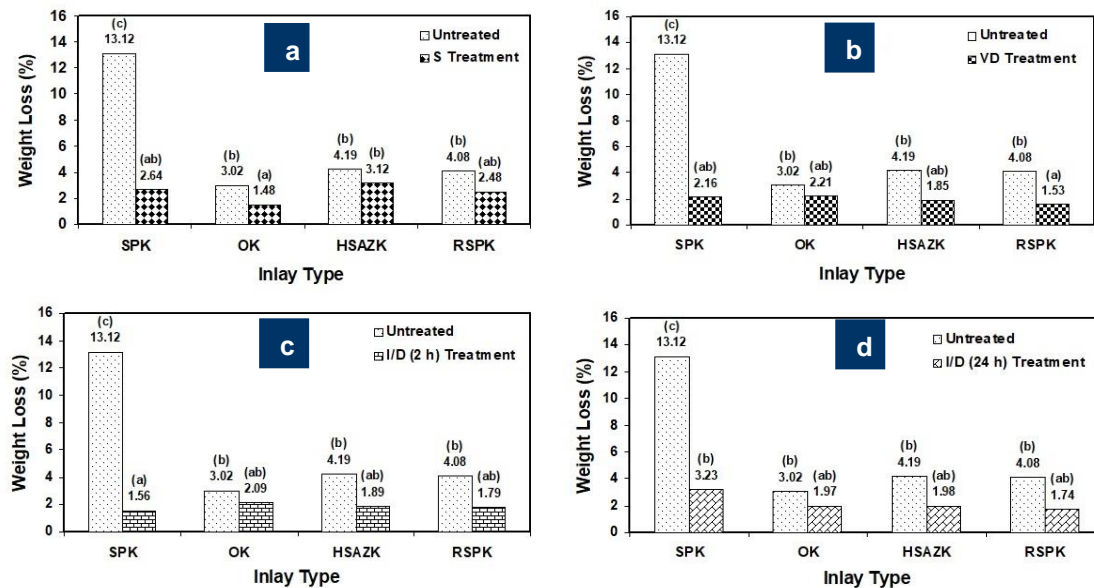 a
Weight Loss (%)
16
14
12
10
8
6
4
2
0
Untreated
S Treatment
(c)
13.12
(ab)
2.64
(b)
3.02
(a)
1.48
(b)
4.19
(b)
3.12
(b)
4.08
(ab)
2.48
SPK OK HSAZK RSPK
Inlay Type
b
Weight Loss (%)
16
14
12
10
8
6
4
2
0
Untreated
VD Treatment
(c)
13.12
(ab)
2.16
(b)
3.02
(ab)
2.21
(b)
4.19
(ab)
1.85
(b)
4.08
(a)
1.53
SPK OK HSAZK RSPK
Inlay Type
c
Weight Loss (%)
16
14
12
10
8
6
4
2
0
Untreated
I/D (2 h) Treatment
(c)
13.12
(a)
1.56
(b)
3.02
(ab)
2.09
(b)
4.19
(ab)
1.89
(b)
4.08
(ab)
1.79
SPK OK HSAZK RSPK
Inlay Type
d
Weight Loss (%)
16
14
12
10
8
6
4
2
0
Untreated
I/D (24 h) Treatment
(c)
13.12
(b)
3.23
(b)
3.02
(ab)
1.97
(b)
4.19
(ab)
1.98
(b)
4.08
(ab)
1.74
SPK OK HSAZK RSPK
Inlay Type